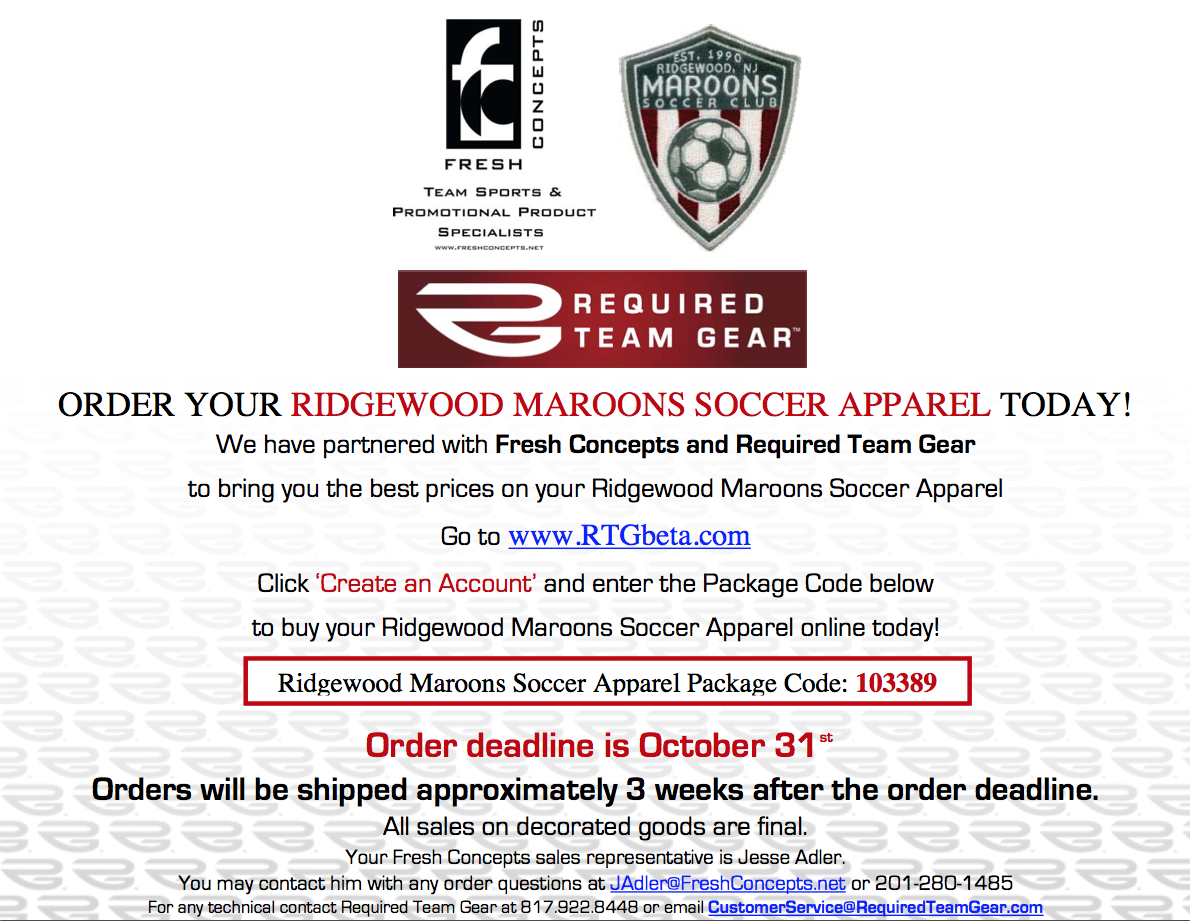 FRESH
CONCEPTS
TEAM SPORTS &
PROMOTIONAL PRODUCT
SPECIALISTS
WWW.FRESHCONCEPTS.NET
EST. 1990
RIDGEWOOD, NJ
MAROONS
SOCCER CLUB
REQUIRED
TEAM GEAR™
ORDER YOUR RIDGEWOOD MAROONS SOCCER APPAREL TODAY!
We have partnered with Fresh Concepts and Required Team Gear
to bring you the best prices on your Ridgewood Maroons Soccer Apparel
Go to www.RTGbeta.com
Click ‘Create an Account’ and enter the Package Code below
to buy your Ridgewood Maroons Soccer Apparel online today!
Ridgewood Maroons Soccer Apparel Package Code: 103389
Order deadline is October 31st
Orders will be shipped approximately 3 weeks after the order deadline.
All sales on decorated goods are final.
Your Fresh Concepts sales representative is Jesse Adler.
You may contact him with any order questions at JAdler@FreshConcepts.net or 201-280-1485
For any technical contact Required Team Gear at 817.922.8448 or email CustomerService@RequiredTeamGear.com